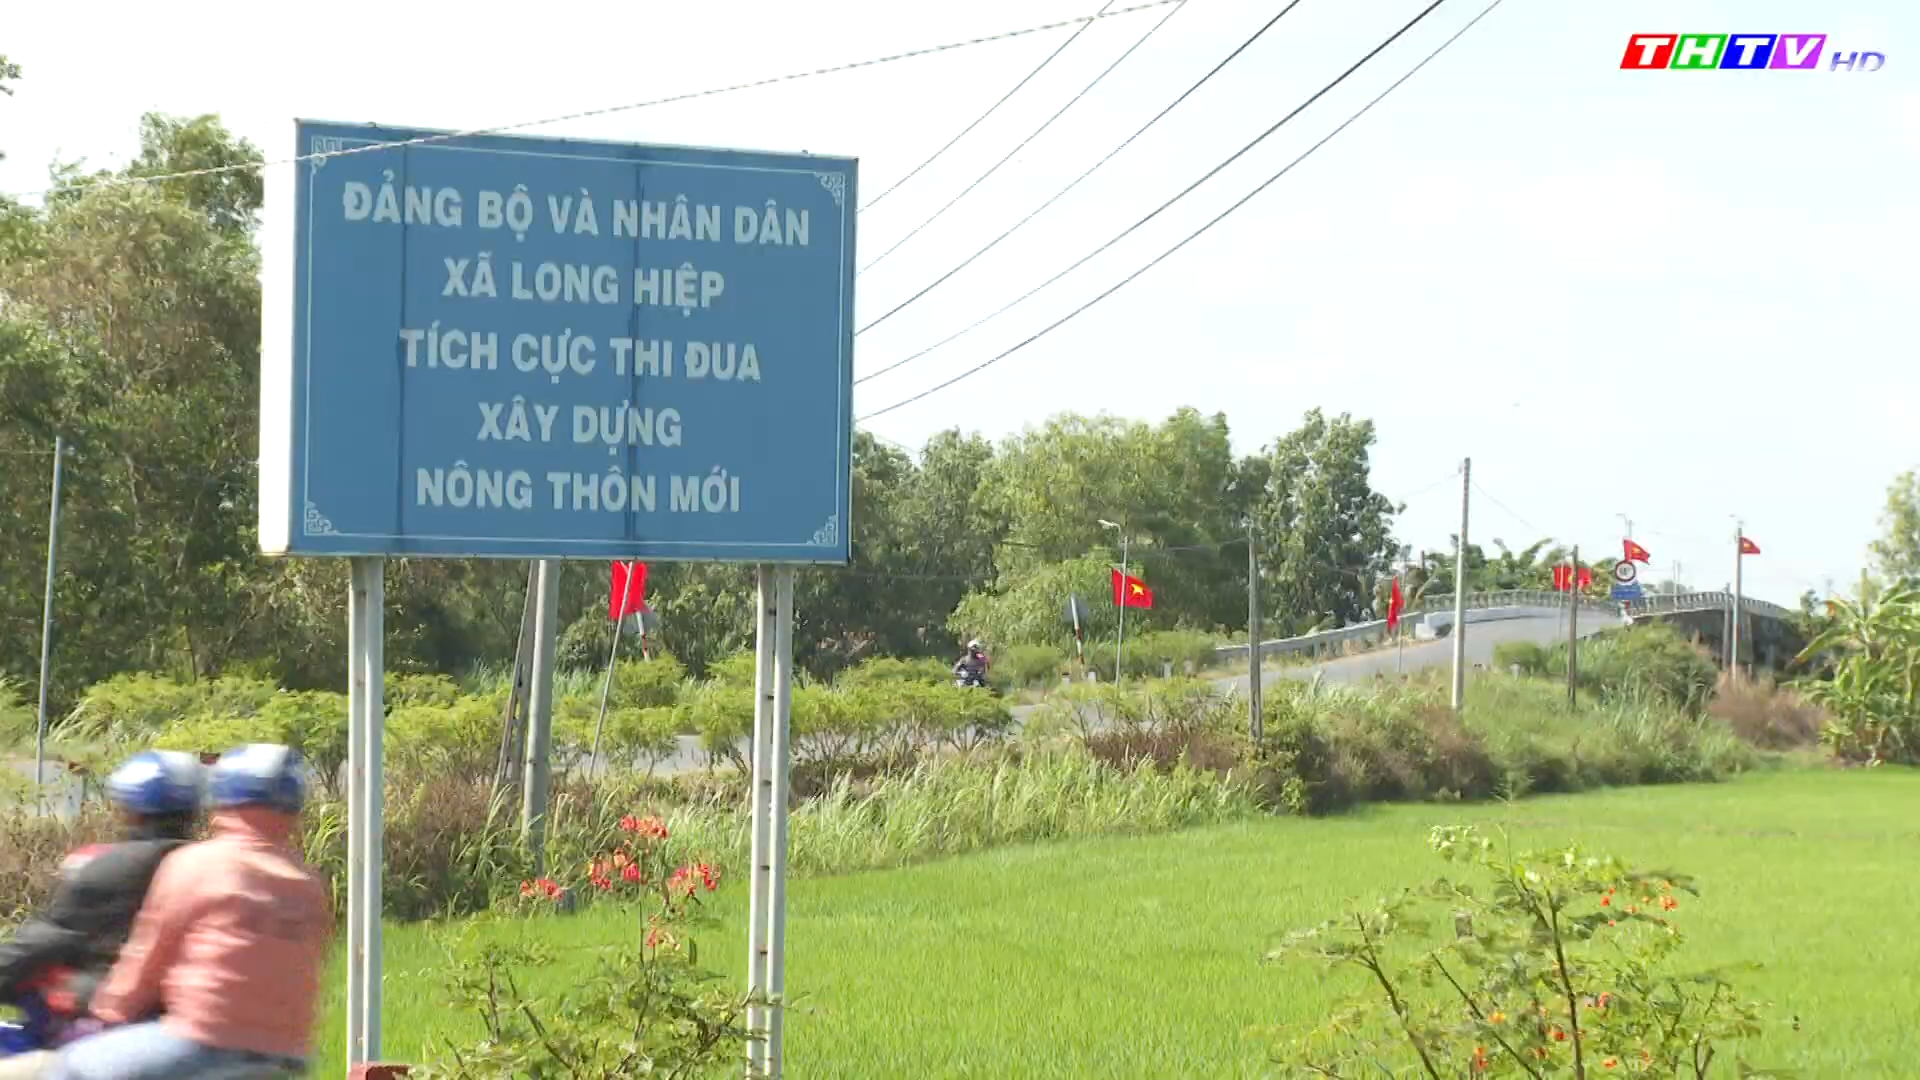 THTV HD
ĐẢNG BỘ VÀ NHÂN DÂN
XÃ LONG HIỆP
TÍCH CỰC THI ĐUA
XÂY DỰNG
NÔNG THÔN MỚI